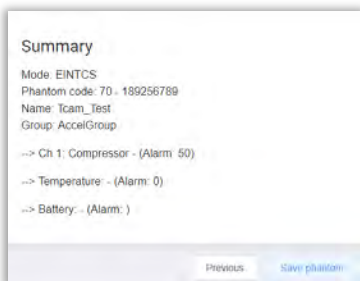 Summary
Mode: EINTCS
Phantom code: 70 - 189256789
Name: Tcam_Test
Group: AccelGroup
--> Ch 1: Compressor - (Alarm: 50)
--> Temperature: - (Alarm: 0)
--> Battery: - (Alarm: )
Previous Save phantom